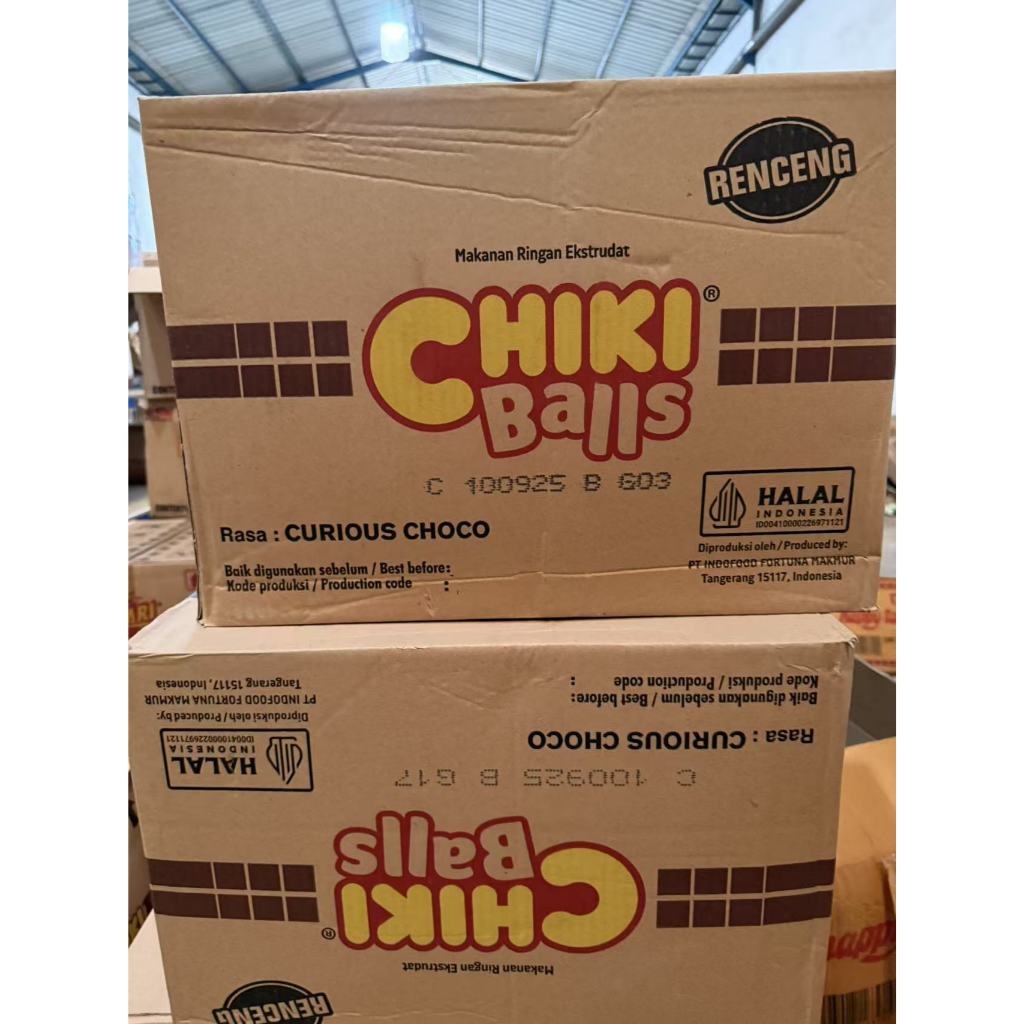 RENCENG
Makanan Ringan Ekstrudat
CHIKI®
Balls
C 100925 B G03
HALAL
INDONESIA
ID00410000226971121
Rasa : CURIOUS CHOCO
Diproduksi oleh / Produced by:
PT INDOFOOD FORTUNA MAKMUR
Tangerang 15117, Indonesia
Baik digunakan sebelum / Best before:
Kode produksi / Production code :
RENCENG
Makanan Ringan Ekstrudat
CHIKI®
Balls
C 100925 B G17
HALAL
INDONESIA
ID00410000226971121
Rasa : CURIOUS CHOCO
Diproduksi oleh / Produced by:
PT INDOFOOD FORTUNA MAKMUR
Tangerang 15117, Indonesia
Baik digunakan sebelum / Best before:
Kode produksi / Production code :